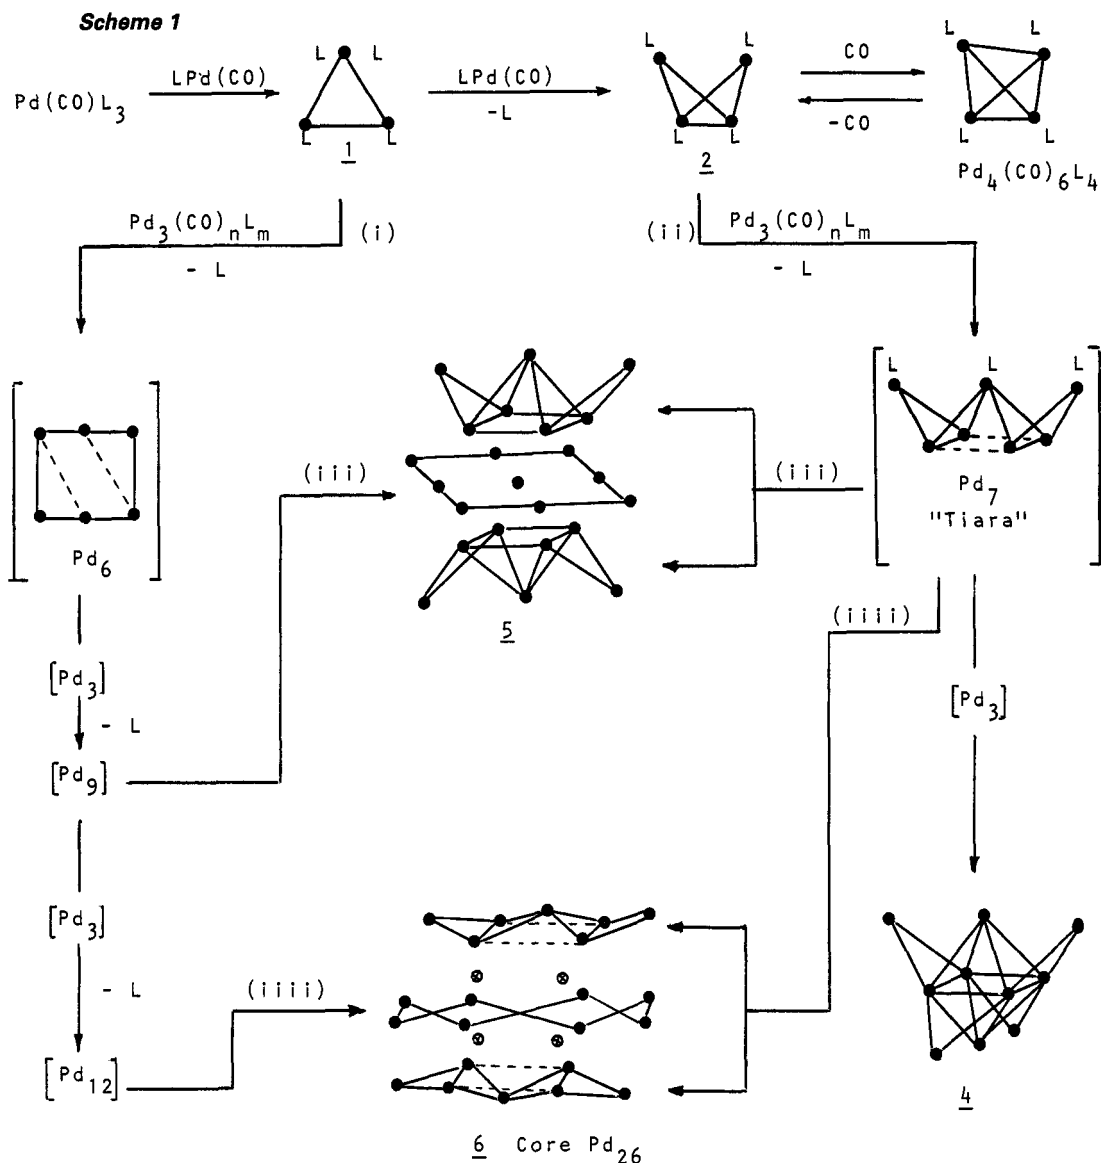 Scheme 1
L L
L L
L L
LPd(CO)
LPd(CO)
CO
Pd(CO)L3
-L
-CO
L L
L L
L L
1
2
Pd4(CO)6L4
Pd3(CO)nLm
(i)
(ii)
Pd3(CO)nLm
- L
- L
L L L
(iii)
(iii)
Pd7
"Tiara"
Pd6
5
(iiii)
[Pd3]
[Pd3]
- L
[Pd9]
[Pd3]
- L
(iiii)
[Pd12]
4
6 Core Pd26